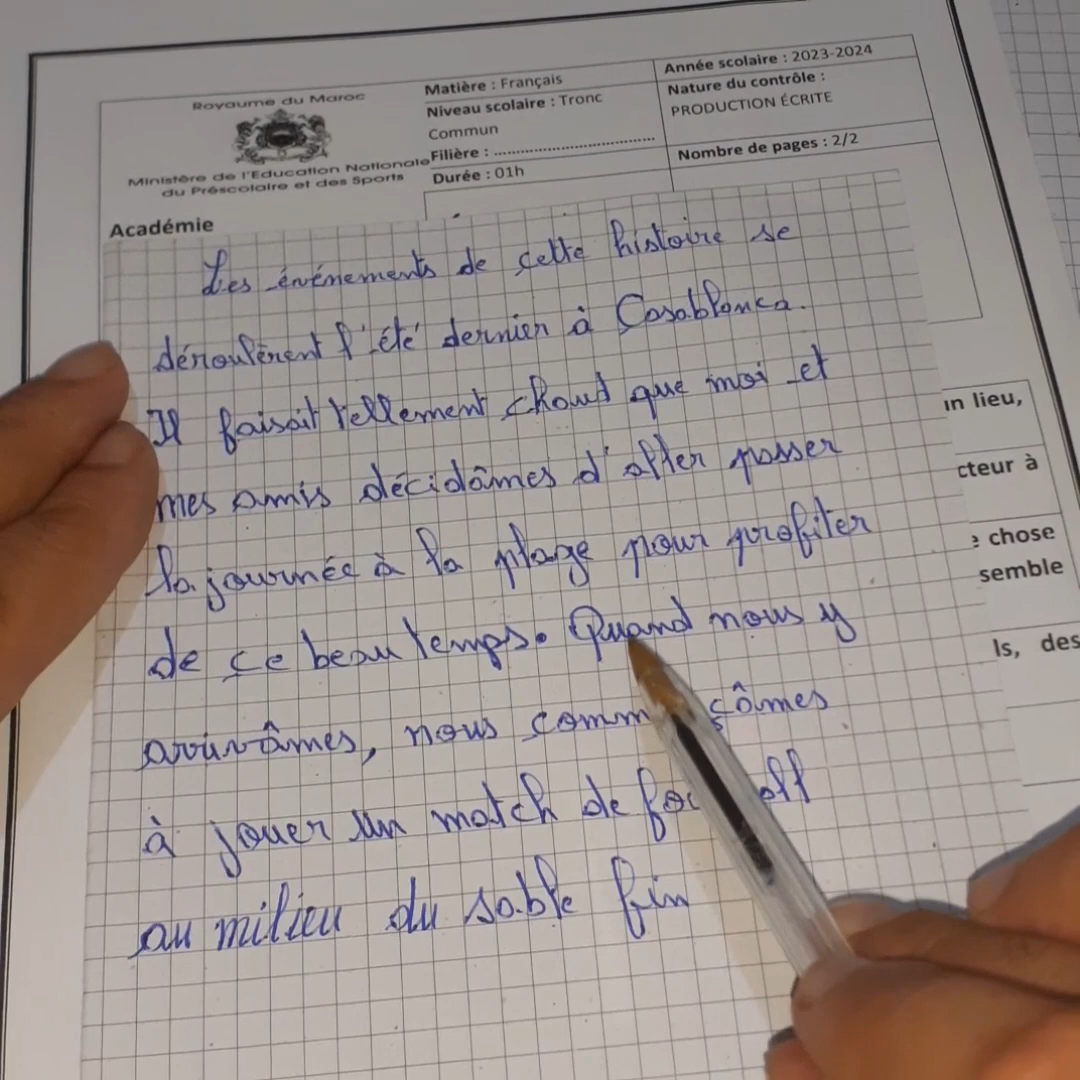 Royaume du Maroc
Ministère de l'Education Nationale
du Préscolaire et des Sports
Matière : Français
Niveau scolaire : Tronc
Commun
Filière : ........................................
Durée : 01h
Année scolaire : 2023-2024
Nature du contrôle :
PRODUCTION ÉCRITE
Nombre de pages : 2/2
Académie
Les événements de cette histoire se
déroulèrent l'été dernier à Casablanca.
Il faisait tellement chaud que moi et
mes amis décidâmes d'aller passer
la journée à la plage pour profiter
de ce beau temps. Quand nous y
arrivâmes, nous
à jouer un match de
au milieu du sable fin
lieu,
cteur à
chose
semble
ls, des